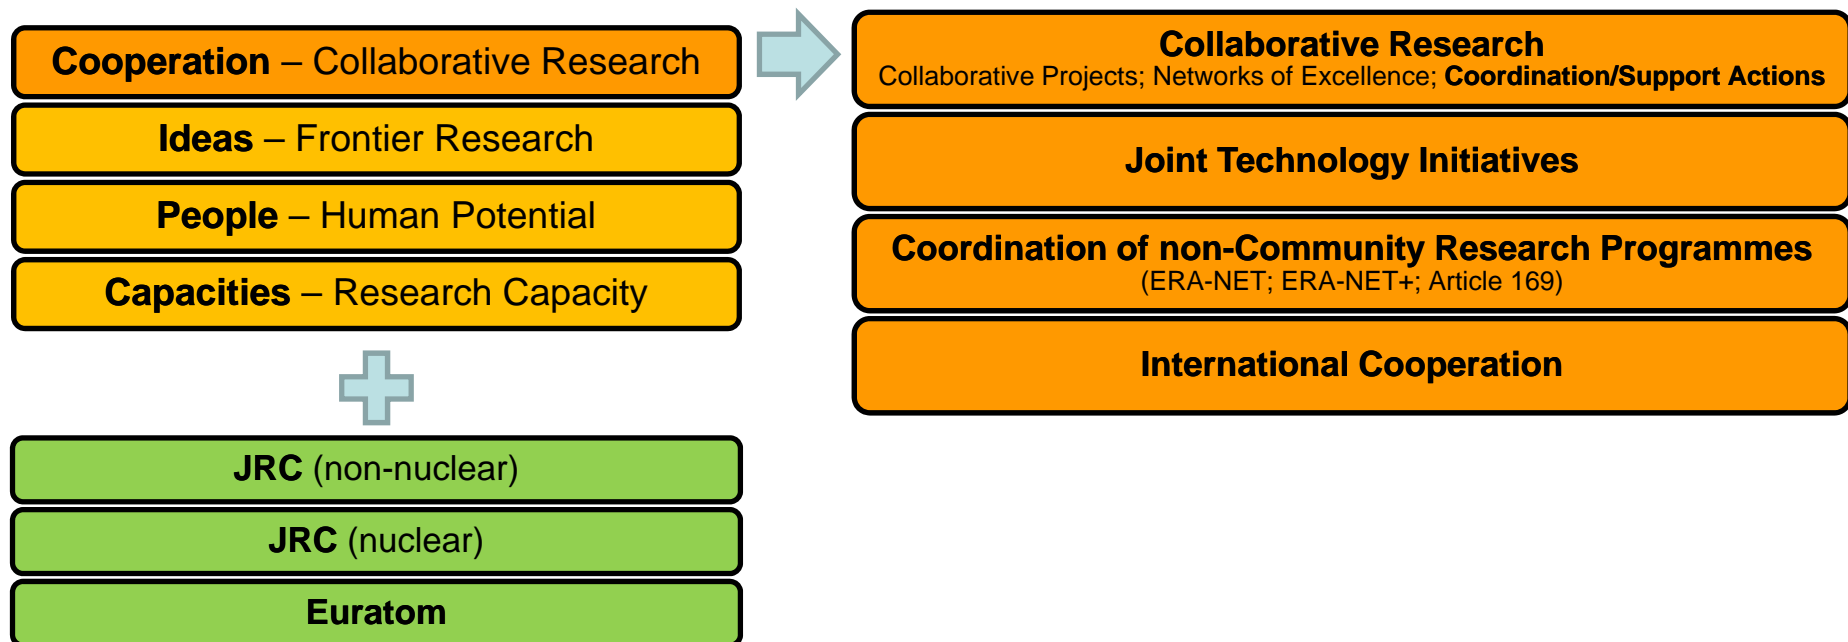 Cooperation – Collaborative Research
Ideas – Frontier Research
People – Human Potential
Capacities – Research Capacity
JRC (non-nuclear)
JRC (nuclear)
Euratom
Collaborative Research
Collaborative Projects; Networks of Excellence; Coordination/Support Actions
Joint Technology Initiatives
Coordination of non-Community Research Programmes
(ERA-NET; ERA-NET+; Article 169)
International Cooperation